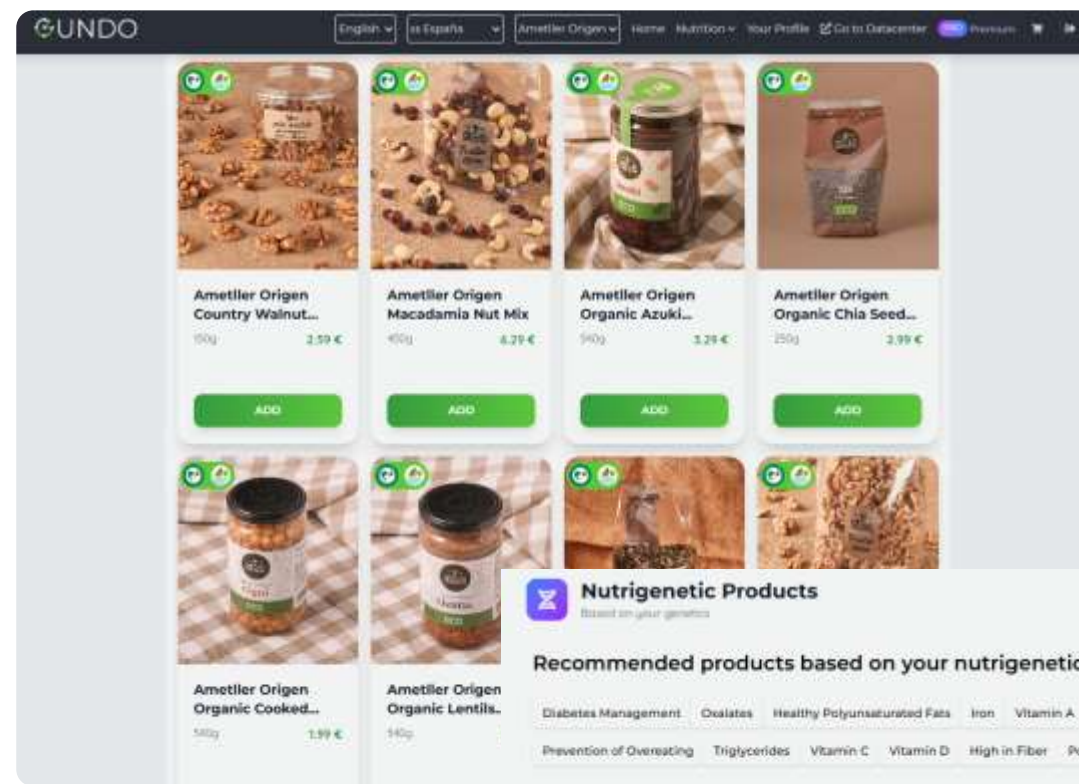 GUNDO
English
España
Ametller Origen
Home
Nutrition
Your Profile
Go to Datacenter
Premium
Ametller Origen
Country Walnut...
150g
2.59 €
ADD
Ametller Origen
Macadamia Nut Mix
6.29 €
ADD
Ametller Origen
Organic Azuki...
3.29 €
ADD
Ametller Origen
Organic Chia Seed...
250g
2.99 €
ADD
ECO
ECO
Ametller Origen
Organic Cooked...
1.99 €
Ametller Origen
Organic Lentils..
Nutrigenetic Products
Based on your genetics
Recommended products based on your nutrigenetic
Diabetes Management
Oxalates
Healthy Polyunsaturated Fats
Iron
Vitamin A
Prevention of Overeating
Triglycerides
Vitamin C
Vitamin D
High in Fiber